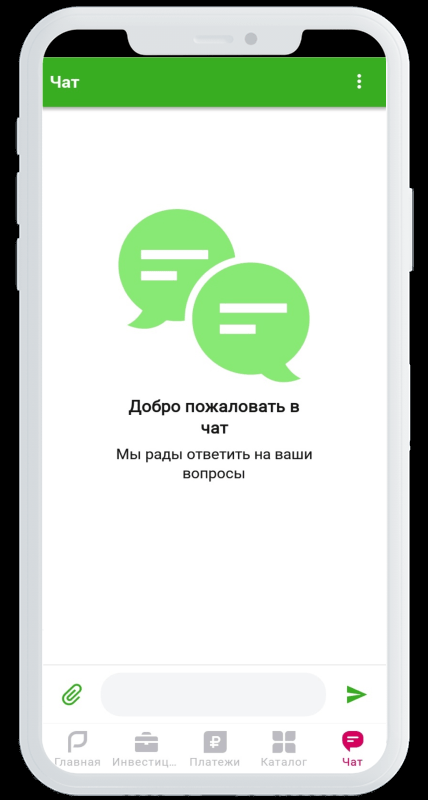 Чат
Добро пожаловать в
чат
Мы рады ответить на ваши
вопросы
Главная Инвестиц... Платежи Каталог Чат